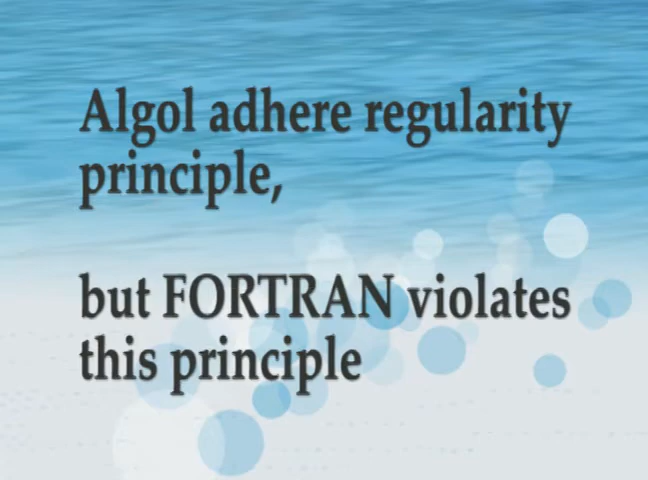 Algol adhere regularity
principle,
but FORTRAN violates
this principle